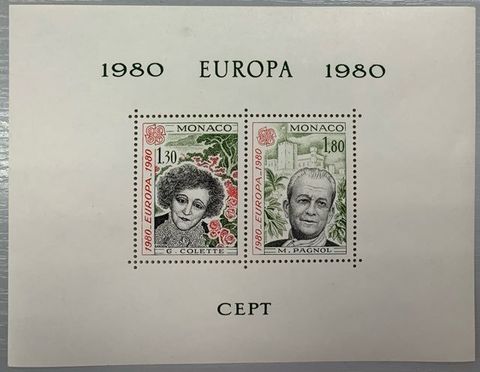 1980 EUROPA 1980
MONACO
1.30
1980-EUROPA-1980
G COLETTE
MONACO
1.80
1980-EUROPA-1980
M. PAGNOL
CEPT